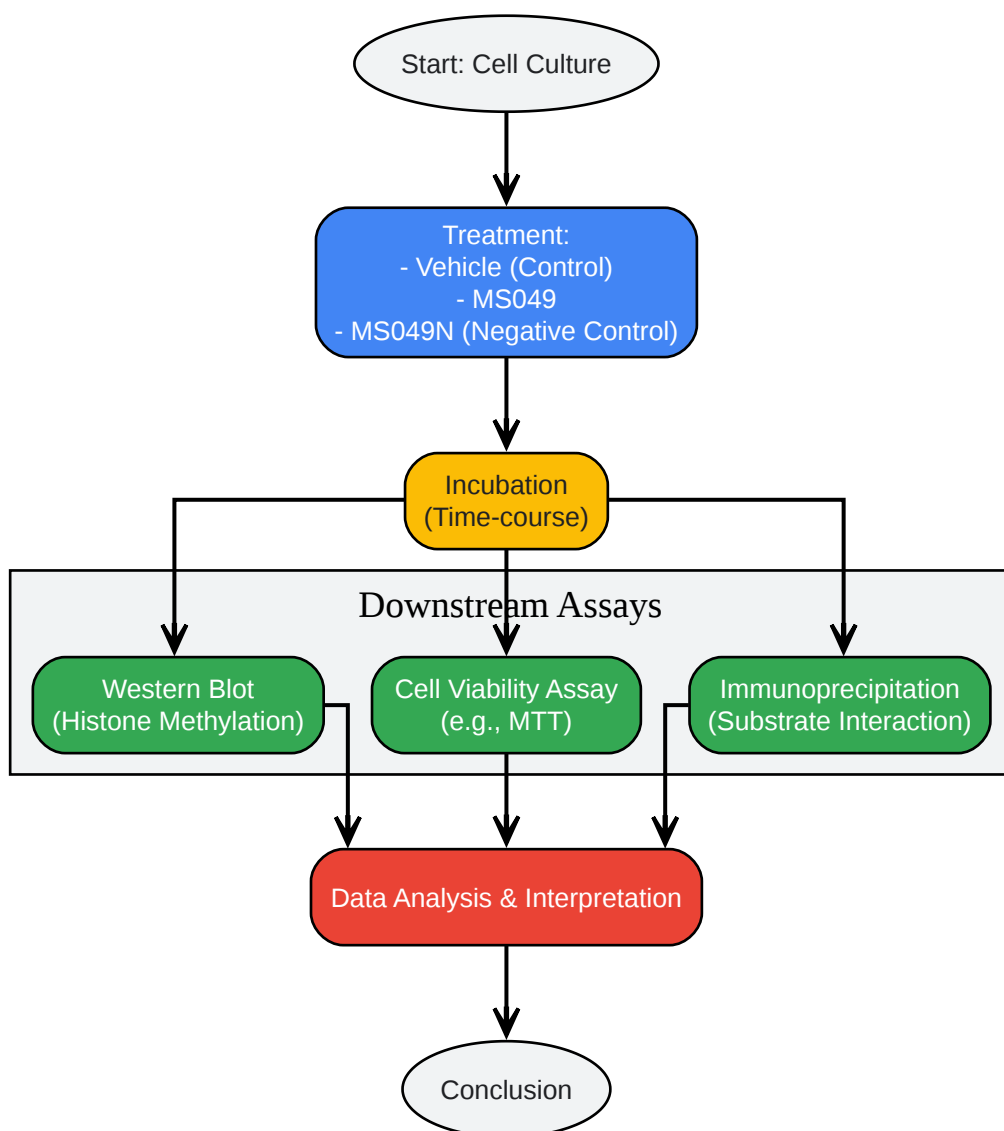 Start: Cell Culture
Treatment:
- Vehicle (Control)
- MS049
- MS049N (Negative Control)
Incubation
(Time-course)
Downstream Assays
Western Blot
(Histone Methylation)
Cell Viability Assay
(e.g., MTT)
Immunoprecipitation
(Substrate Interaction)
Data Analysis & Interpretation
Conclusion